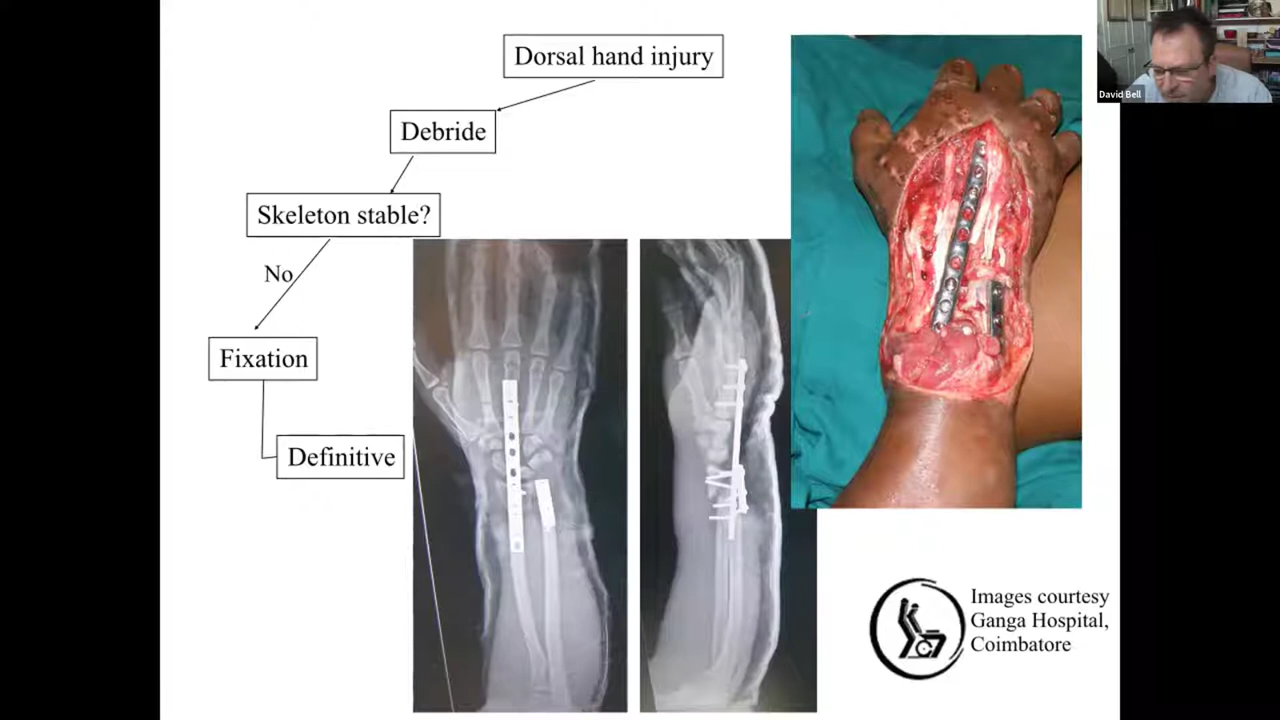 Dorsal hand injury
David Bell
Debride
Skeleton stable?
No
Fixation
Definitive
Images courtesy
Ganga Hospital,
Coimbatore